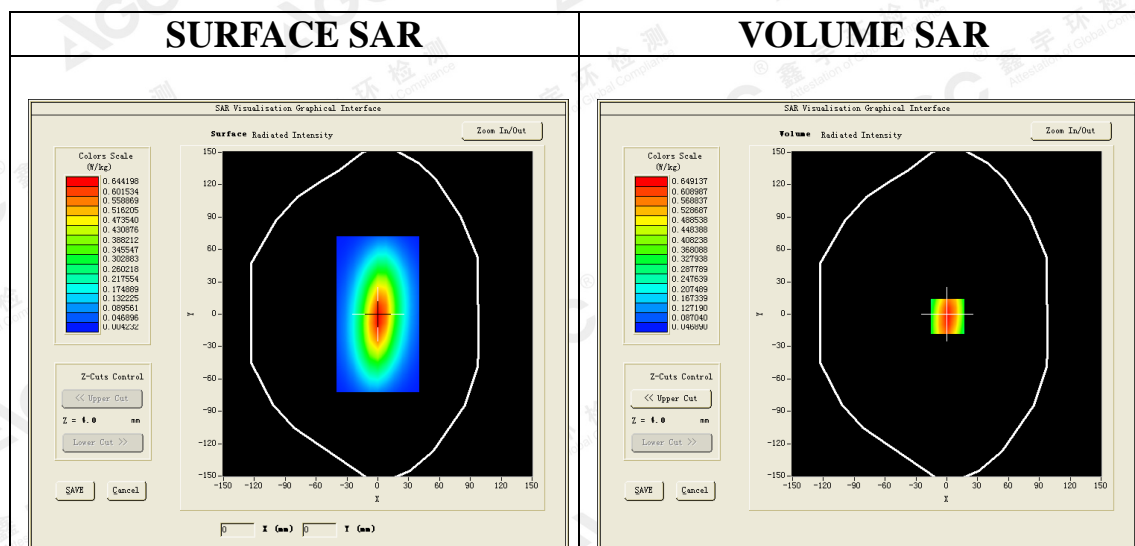 SURFACE SAR
VOLUME SAR
SAR Visualisation Graphical Interface
Surface Radiated Intensity
Zoom In/Out
Colors Scale
(W/kg)
0.644198
0.601534
0.558869
0.516205
0.473540
0.430876
0.388212
0.345547
0.302883
0.260218
0.217554
0.174889
0.132225
0.089561
0.046896
0.004232
150
120
90
60
30
0
-30
-60
-90
-120
-150
Y
-150 -120 -90 -60 -30 0 30 60 90 120 150
X
Z-Cuts Control
<< Upper Cut
Z = 4.0 mm
Lower Cut >>
SAVE Cancel
0 X (mm) 0 Y (mm)
SAR Visualisation Graphical Interface
Volume Radiated Intensity
Zoom In/Out
Colors Scale
(W/kg)
0.649137
0.608987
0.568837
0.528687
0.488538
0.448388
0.408238
0.368088
0.327938
0.287789
0.247639
0.207489
0.167339
0.127190
0.087040
0.046890
150
120
90
60
30
0
-30
-60
-90
-120
-150
Y
-150 -120 -90 -60 -30 0 30 60 90 120 150
X
Z-Cuts Control
<< Upper Cut
Z = 4.0 mm
Lower Cut >>
SAVE Cancel